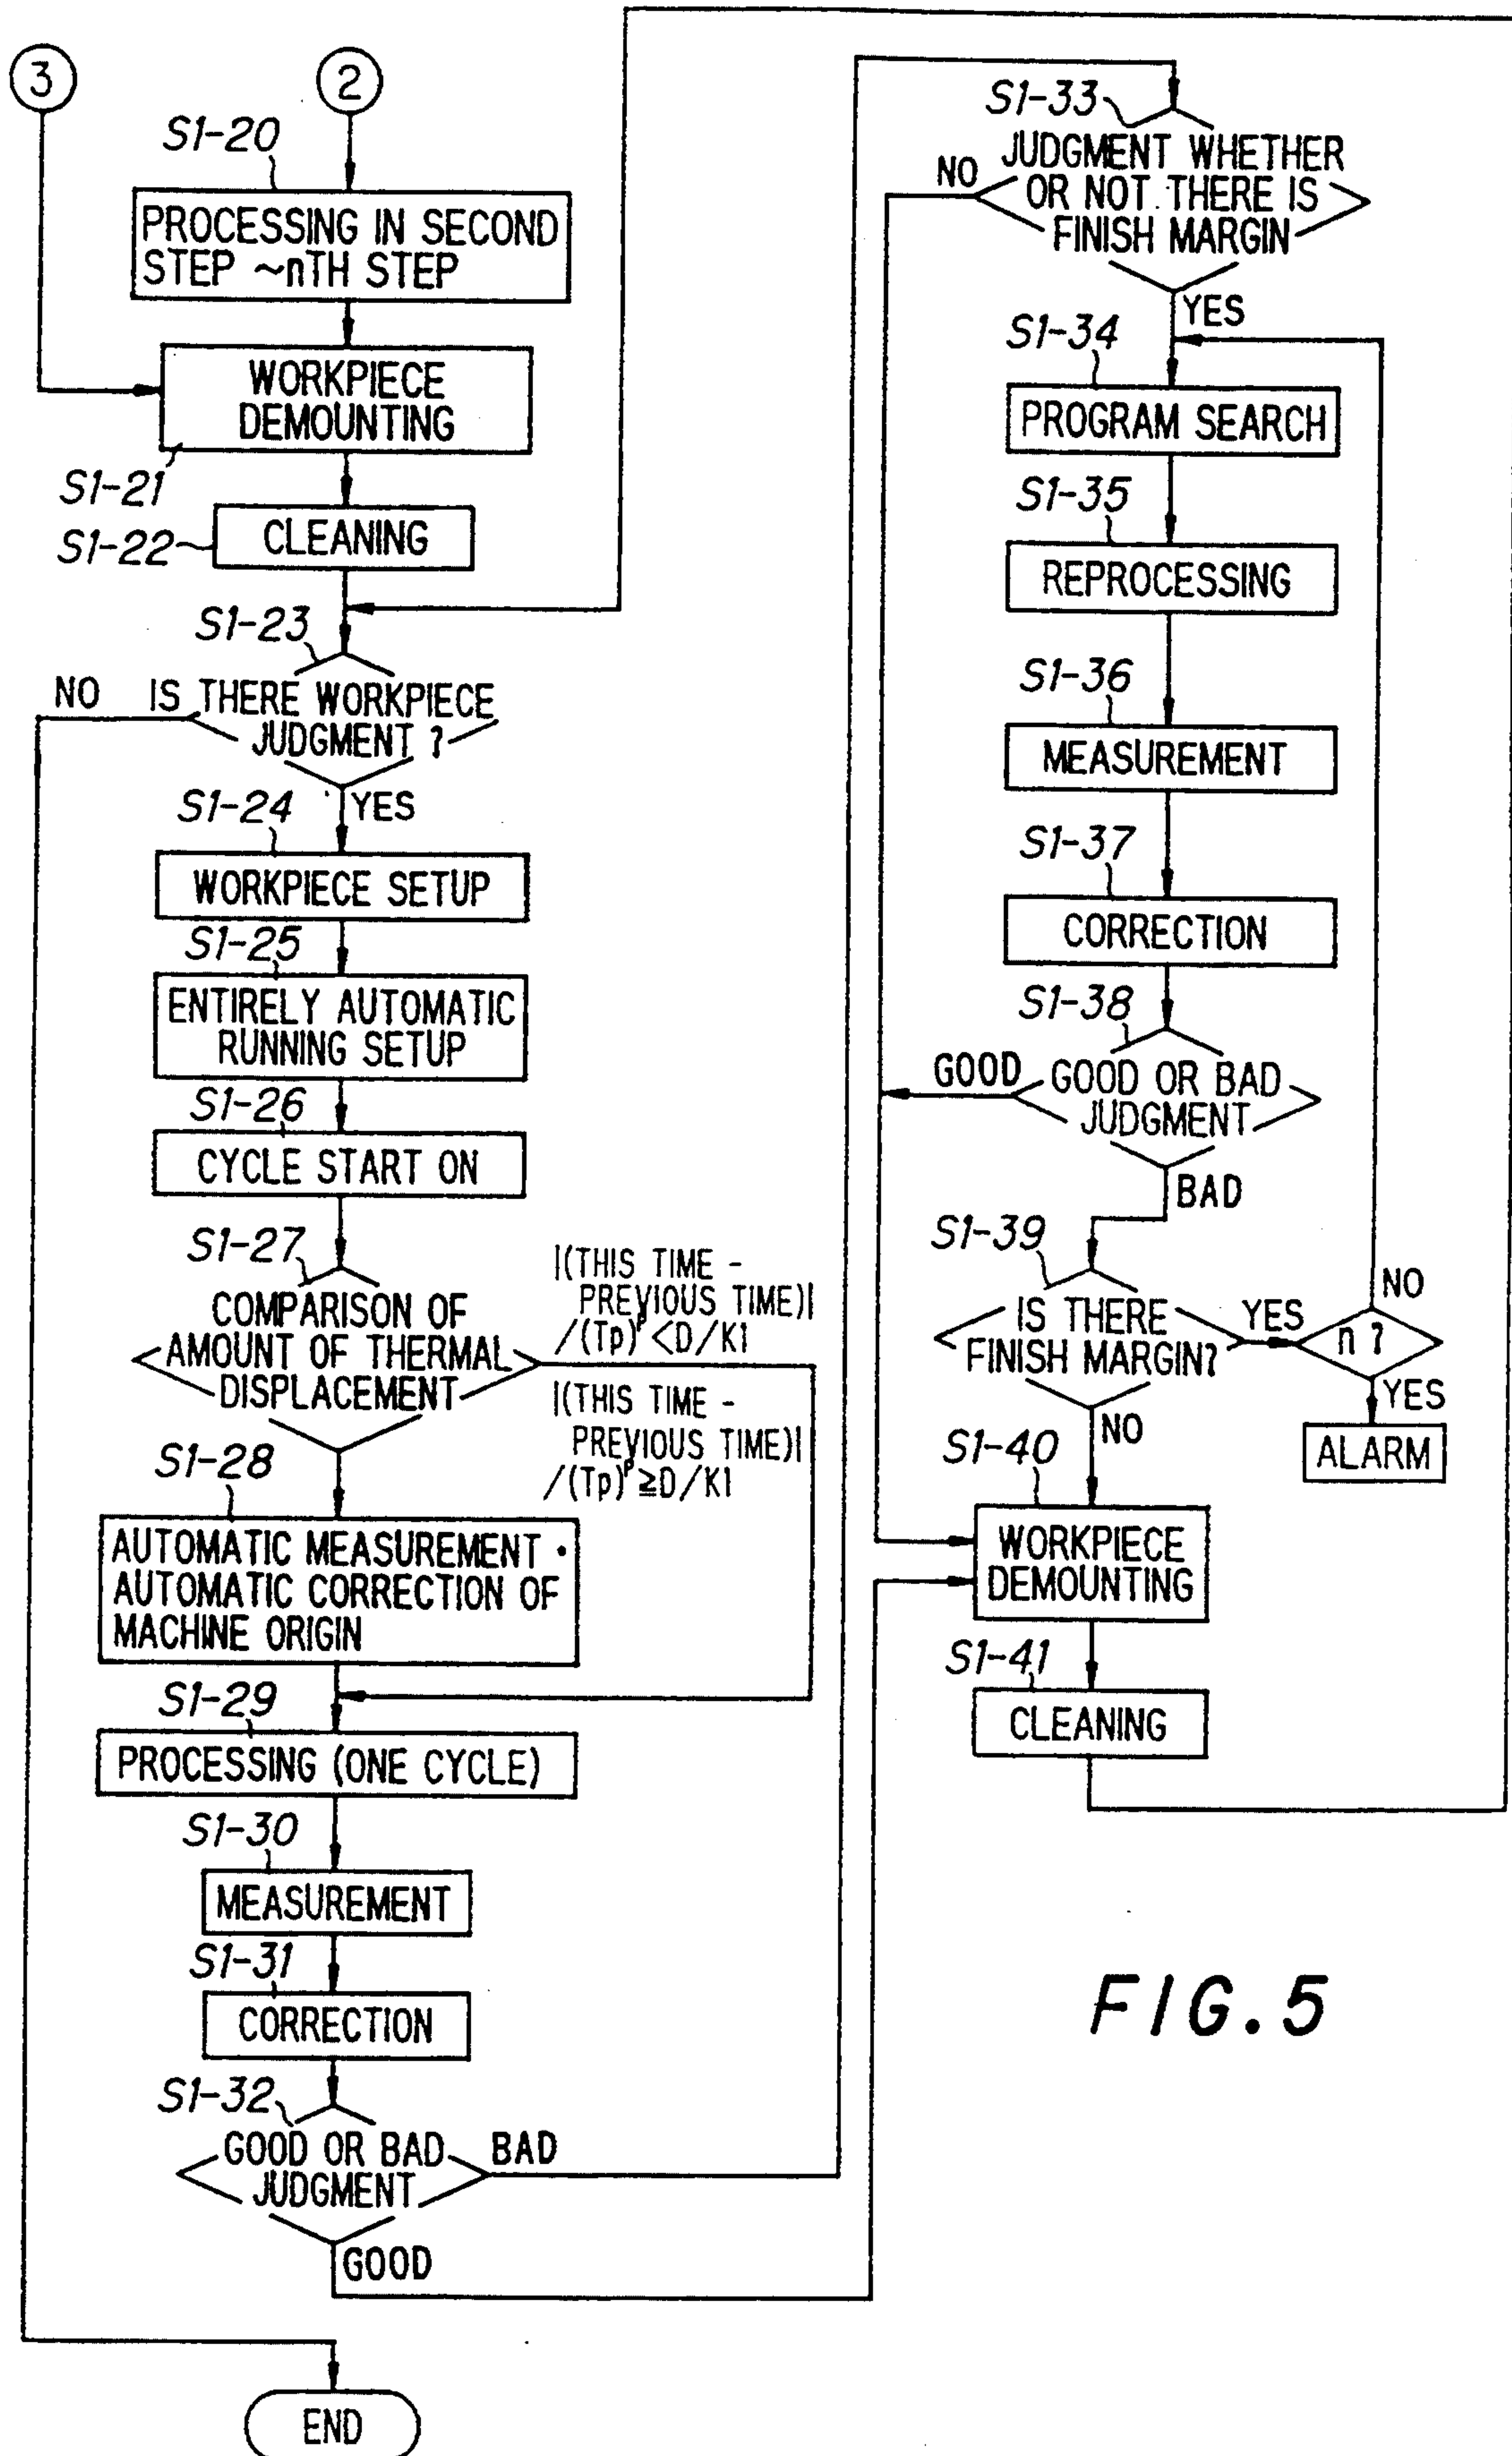 3
2
S1-20
PROCESSING IN SECOND
STEP ~nTH STEP
WORKPIECE
DEMOUNTING
S1-21
CLEANING
S1-22
S1-23
NO
IS THERE WORKPIECE
JUDGMENT ?
YES
S1-24
WORKPIECE SETUP
S1-25
ENTIRELY AUTOMATIC
RUNNING SETUP
S1-26
CYCLE START ON
S1-27
COMPARISON OF
AMOUNT OF THERMAL
DISPLACEMENT
|(THIS TIME -
PREVIOUS TIME)|
/(Tp)ᵖ <D/K1
|(THIS TIME -
PREVIOUS TIME)|
/(Tp)ᵖ ≧D/K1
S1-28
AUTOMATIC MEASUREMENT ·
AUTOMATIC CORRECTION OF
MACHINE ORIGIN
S1-29
PROCESSING (ONE CYCLE)
S1-30
MEASUREMENT
S1-31
CORRECTION
S1-32
GOOD OR BAD
JUDGMENT
BAD
GOOD
END
S1-33
JUDGMENT WHETHER
OR NOT THERE IS
FINISH MARGIN
NO
YES
S1-34
PROGRAM SEARCH
S1-35
REPROCESSING
S1-36
MEASUREMENT
S1-37
CORRECTION
S1-38
GOOD
GOOD OR BAD
JUDGMENT
BAD
S1-39
IS THERE
FINISH MARGIN?
YES
n ?
NO
YES
ALARM
NO
S1-40
WORKPIECE
DEMOUNTING
S1-41
CLEANING
FIG. 5